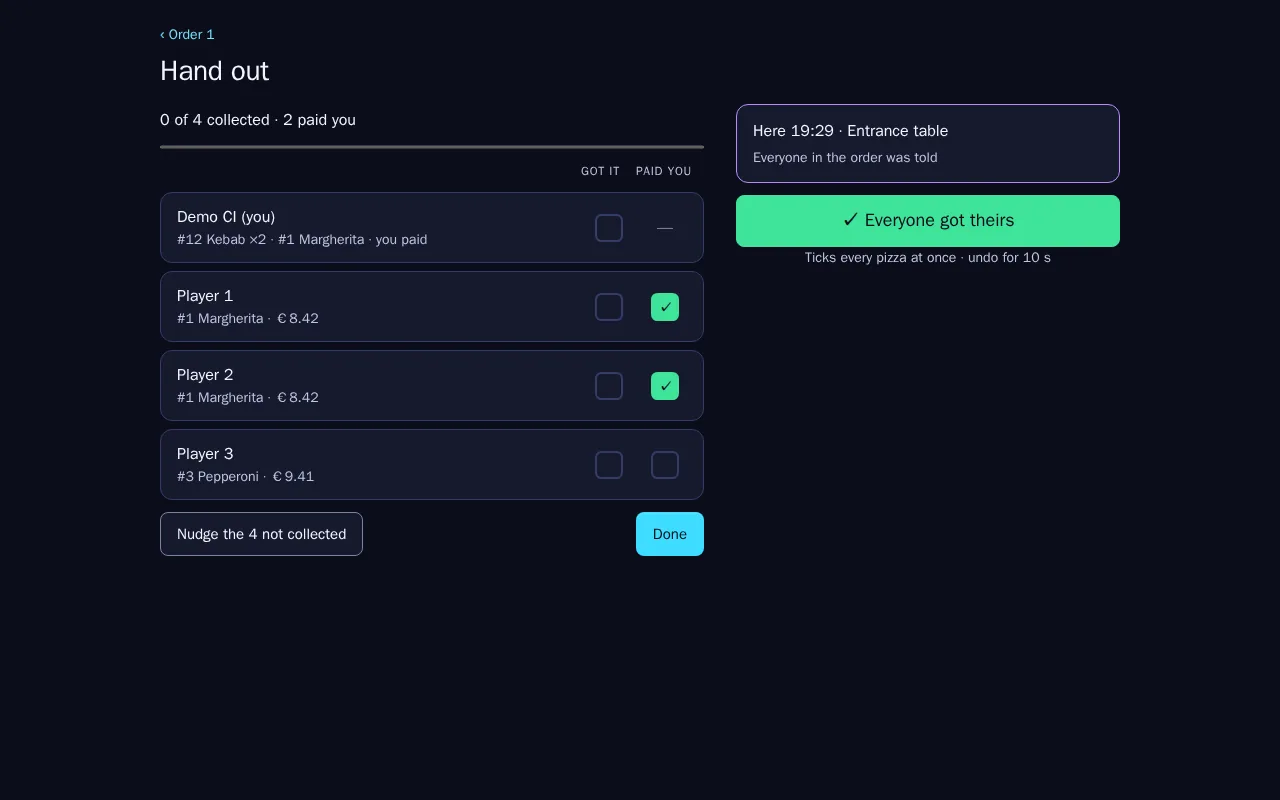 ‹ Order 1
Hand out
0 of 4 collected · 2 paid you
GOT IT PAID YOU
Demo CI (you)
#12 Kebab ×2 · #1 Margherita · you paid
—
Player 1
#1 Margherita · € 8.42
✓
Player 2
#1 Margherita · € 8.42
✓
Player 3
#3 Pepperoni · € 9.41
Nudge the 4 not collected
Done
Here 19:29 · Entrance table
Everyone in the order was told
✓ Everyone got theirs
Ticks every pizza at once · undo for 10 s